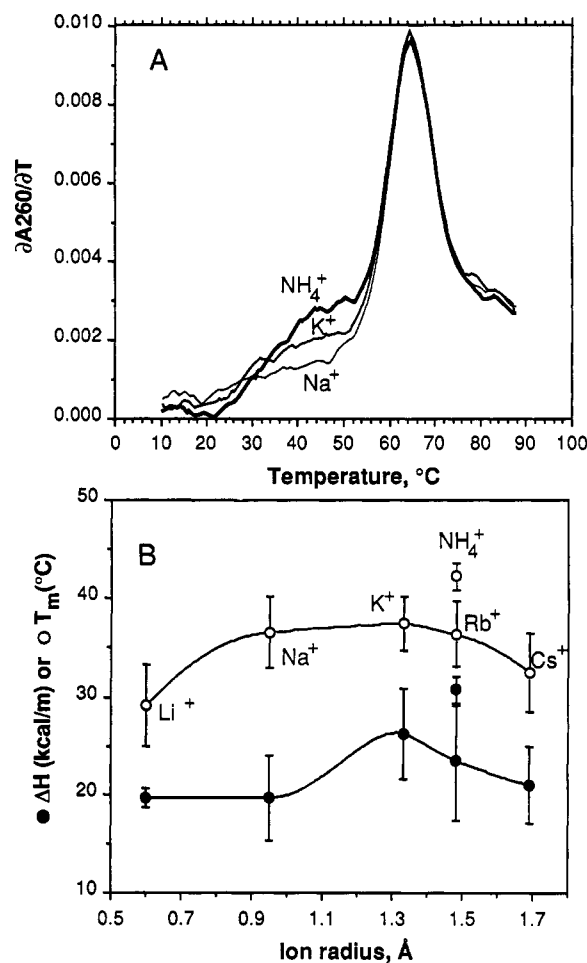 A
0.010
0.008
0.006
0.004
0.002
0.000
∂A260/∂T
NH4+
K+
Na+
0 10 20 30 40 50 60 70 80 90 100
Temperature, °C
B
50
40
30
20
10
● ΔH (kcal/m) or ○ Tm(°C)
NH4+
K+
Rb+
Na+
Cs+
Li +
0.5 0.7 0.9 1.1 1.3 1.5 1.7
Ion radius, Å